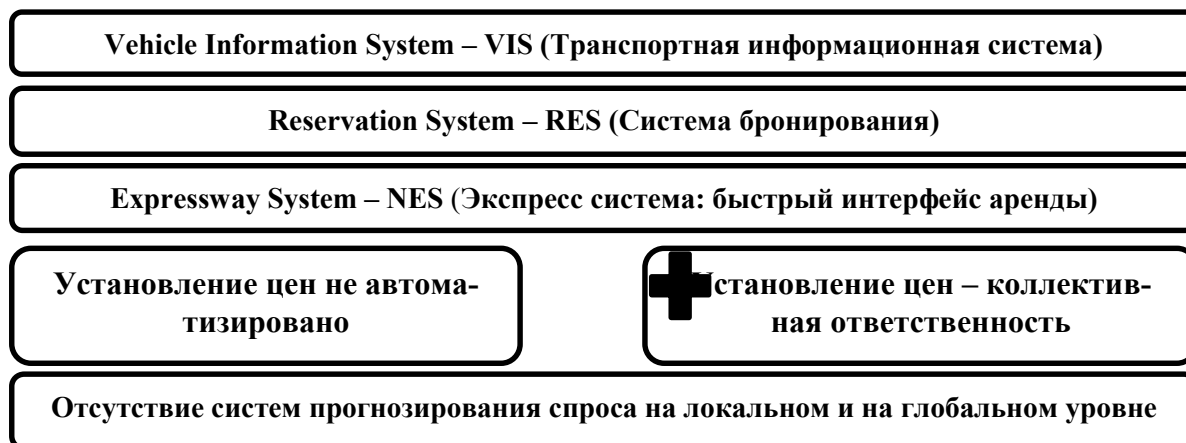 Vehicle Information System – VIS (Транспортная информационная система)
Reservation System – RES (Система бронирования)
Expressway System – NES (Экспресс система: быстрый интерфейс аренды)
Установление цен не автома-
тизировано
становление цен – коллектив-
ная ответственность
Отсутствие систем прогнозирования спроса на локальном и на глобальном уровне